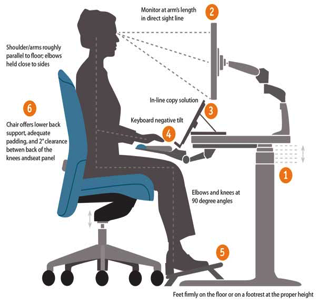 Monitor at arm's length
in direct sight line
2
Shoulder/arms roughly
parallel to floor; elbows
held close to sides
6
Chair offers lower back
support, adequate
padding, and 2" clearance
betwen back of the
knees andseat panel
In-line copy solution
3
Keyboard negative tilt
4
1
Elbows and knees at
90 degree angles
5
Feet firmly on the floor or on a footrest at the proper height